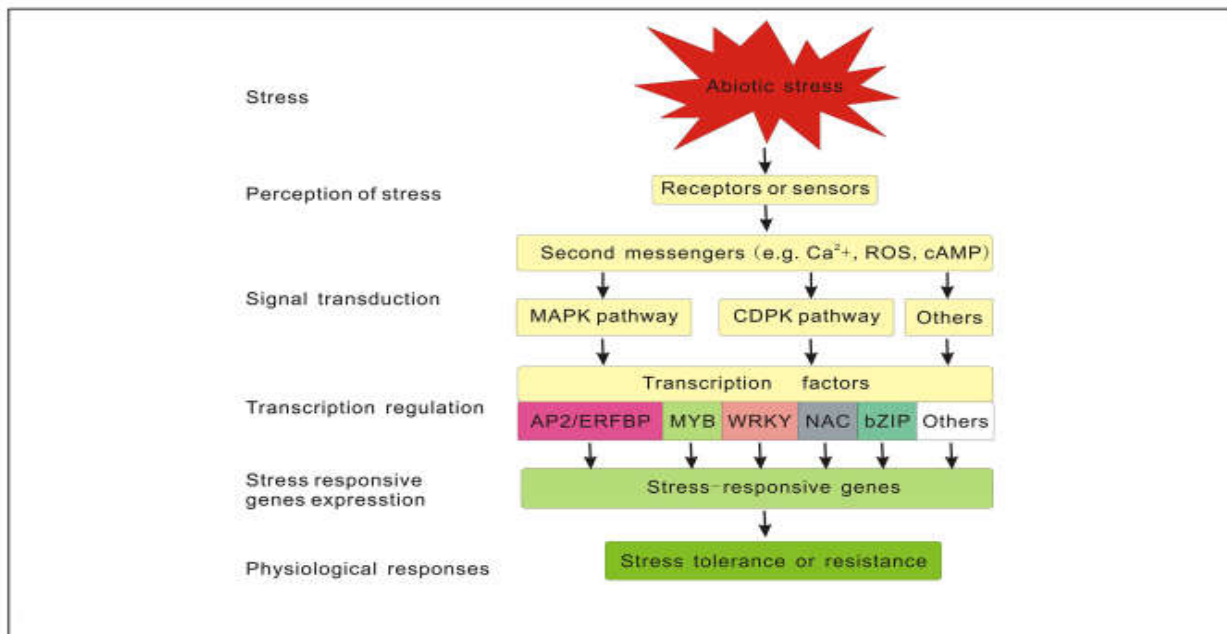 Stress
Abiotic stress
Perception of stress
Receptors or sensors
Second messengers (e.g. Ca²+, ROS, cAMP)
Signal transduction
MAPK pathway
CDPK pathway
Others
Transcription factors
Transcription regulation
AP2/ERFBP
MYB
WRKY
NAC
bZIP
Others
Stress responsive
genes expresstion
Stress-responsive genes
Physiological responses
Stress tolerance or resistance